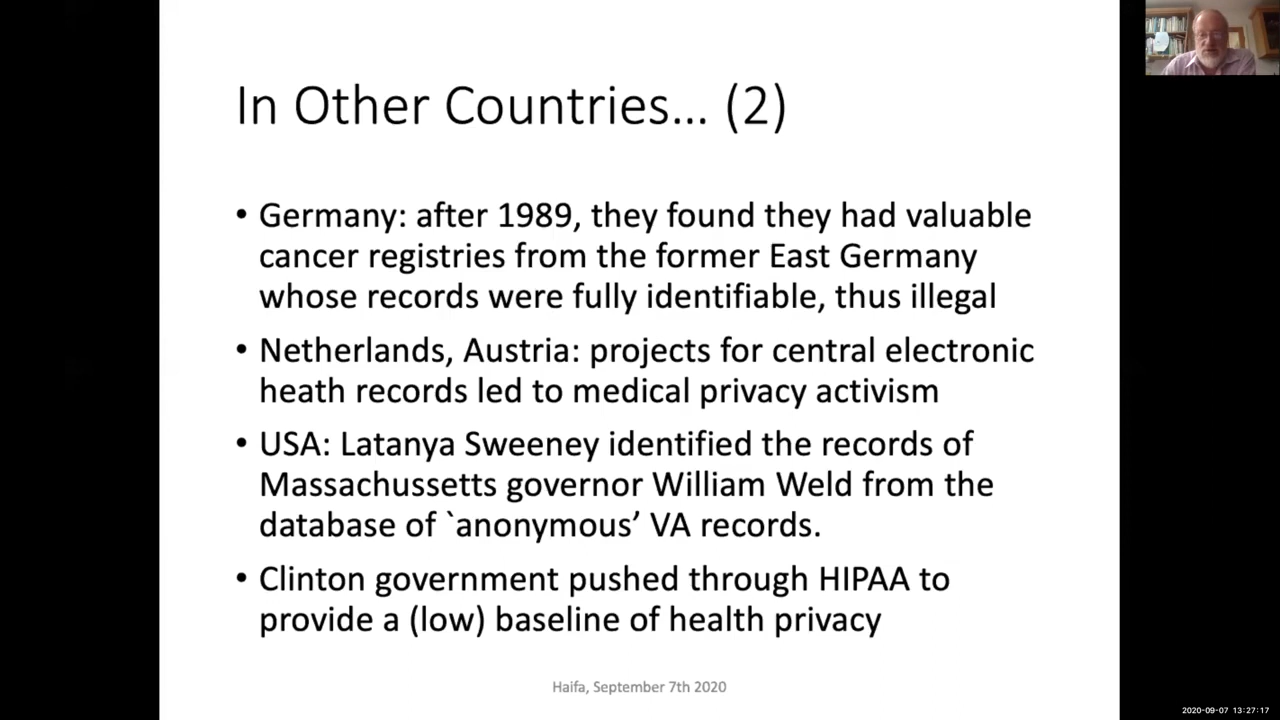 In Other Countries... (2)
• Germany: after 1989, they found they had valuable
cancer registries from the former East Germany
whose records were fully identifiable, thus illegal
• Netherlands, Austria: projects for central electronic
heath records led to medical privacy activism
• USA: Latanya Sweeney identified the records of
Massachussetts governor William Weld from the
database of `anonymous’ VA records.
• Clinton government pushed through HIPAA to
provide a (low) baseline of health privacy
Haifa, September 7th 2020
2020-09-07 13:27:17